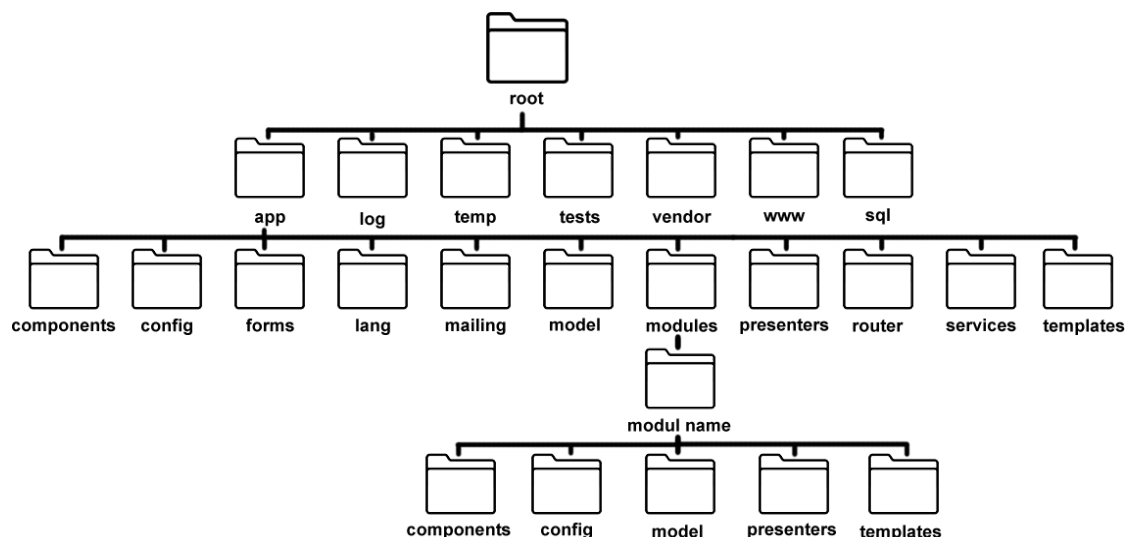 root
app log temp tests vendor www sql
components config forms lang mailing model modules presenters router services templates
modul name
components config model presenters templates